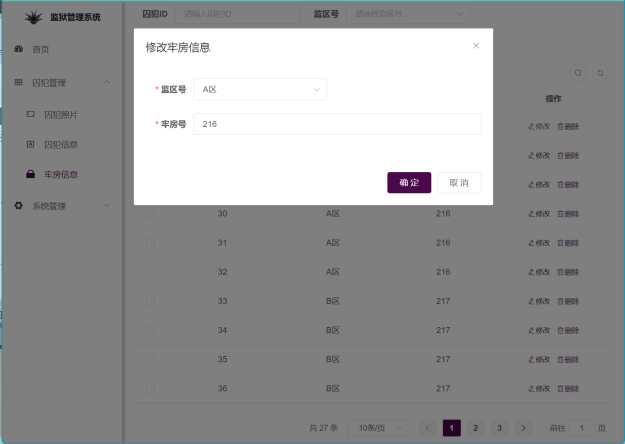 监狱管理系统
囚犯ID 请输入囚犯ID 监区号 请选择监区号
修改牢房信息
* 监区号 A区
* 牢房号 216
确 定 取 消
首页
囚犯管理
囚犯照片
囚犯信息
牢房信息
系统管理
操作
修改 删除
修改 删除
修改 删除
30 A区 216 修改 删除
31 A区 216 修改 删除
32 A区 216 修改 删除
33 B区 217 修改 删除
34 B区 217 修改 删除
35 B区 217 修改 删除
36 B区 217 修改 删除
共 27 条 10条/页 < 1 2 3 > 前往 1 页